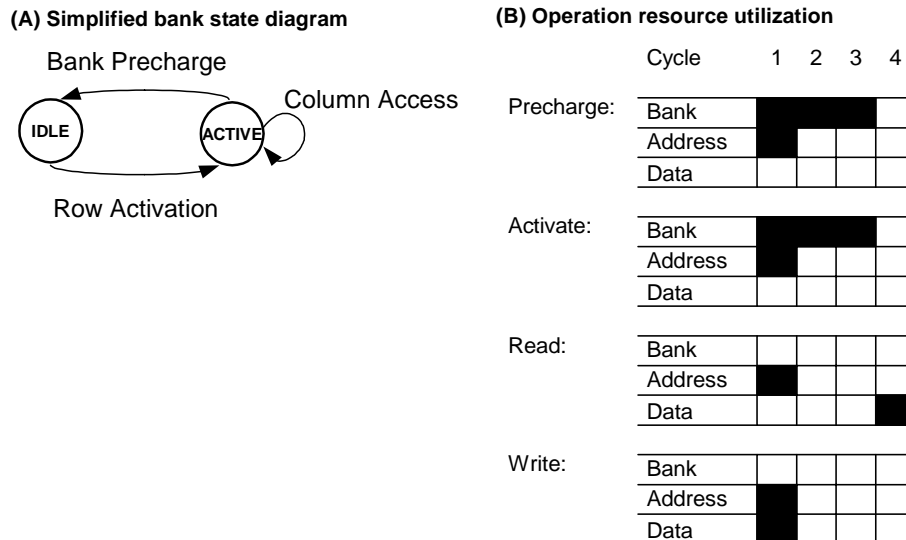 (A) Simplified bank state diagram
Bank Precharge
Column Access
IDLE
ACTIVE
Row Activation
(B) Operation resource utilization
Cycle 1 2 3 4
Precharge:
Bank
Address
Data
Activate:
Bank
Address
Data
Read:
Bank
Address
Data
Write:
Bank
Address
Data